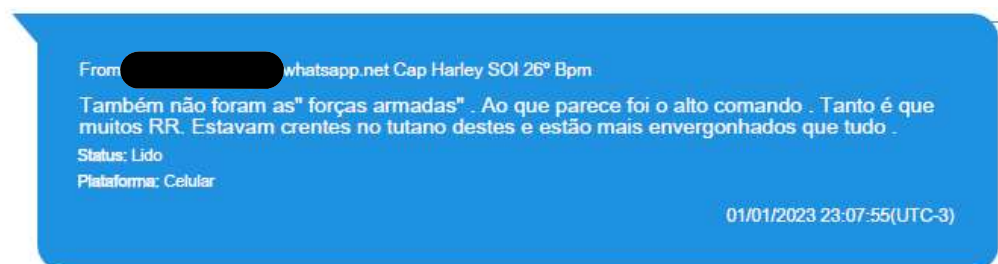 From whatsapp.net Cap Harley SOI 26º Bpm
Também não foram as" forças armadas" . Ao que parece foi o alto comando . Tanto é que
muitos RR. Estavam crentes no tutano destes e estão mais envergonhados que tudo .
Status: Lido
Plataforma: Celular
01/01/2023 23:07:55(UTC-3)